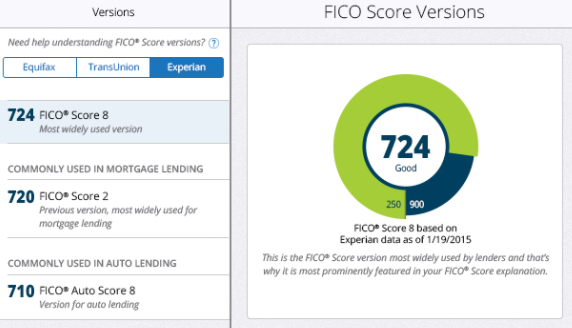 Versions
Need help understanding FICO® Score versions? ?
Equifax
TransUnion
Experian
724 FICO® Score 8
Most widely used version
COMMONLY USED IN MORTGAGE LENDING
720 FICO® Score 2
Previous version, most widely used for
mortgage lending
COMMONLY USED IN AUTO LENDING
710 FICO® Auto Score 8
Version for auto lending
FICO Score Versions
724
Good
250 900
FICO® Score 8 based on
Experian data as of 1/19/2015
This is the FICO® Score version most widely used by lenders and that's
why it is most prominently featured in your FICO® Score explanation.